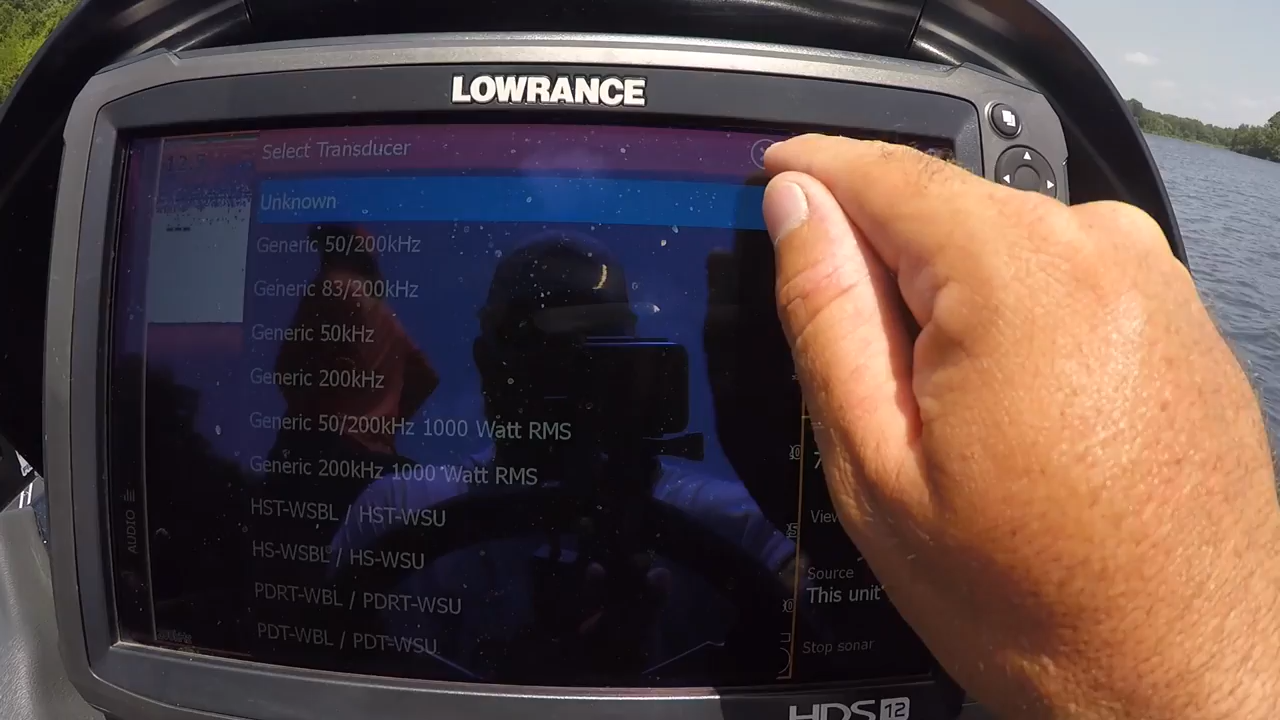 LOWRANCE
Select Transducer
Unknown
Generic 50/200kHz
Generic 83/200kHz
Generic 50kHz
Generic 200kHz
Generic 50/200kHz 1000 Watt RMS
Generic 200kHz 1000 Watt RMS
HST-WSBL / HST-WSU
HS-WSBL / HS-WSU
PDRT-WBL / PDRT-WSU
PDT-WBL / PDT-WSU
AUDIO
Source
This unit
Stop sonar
HDS 12